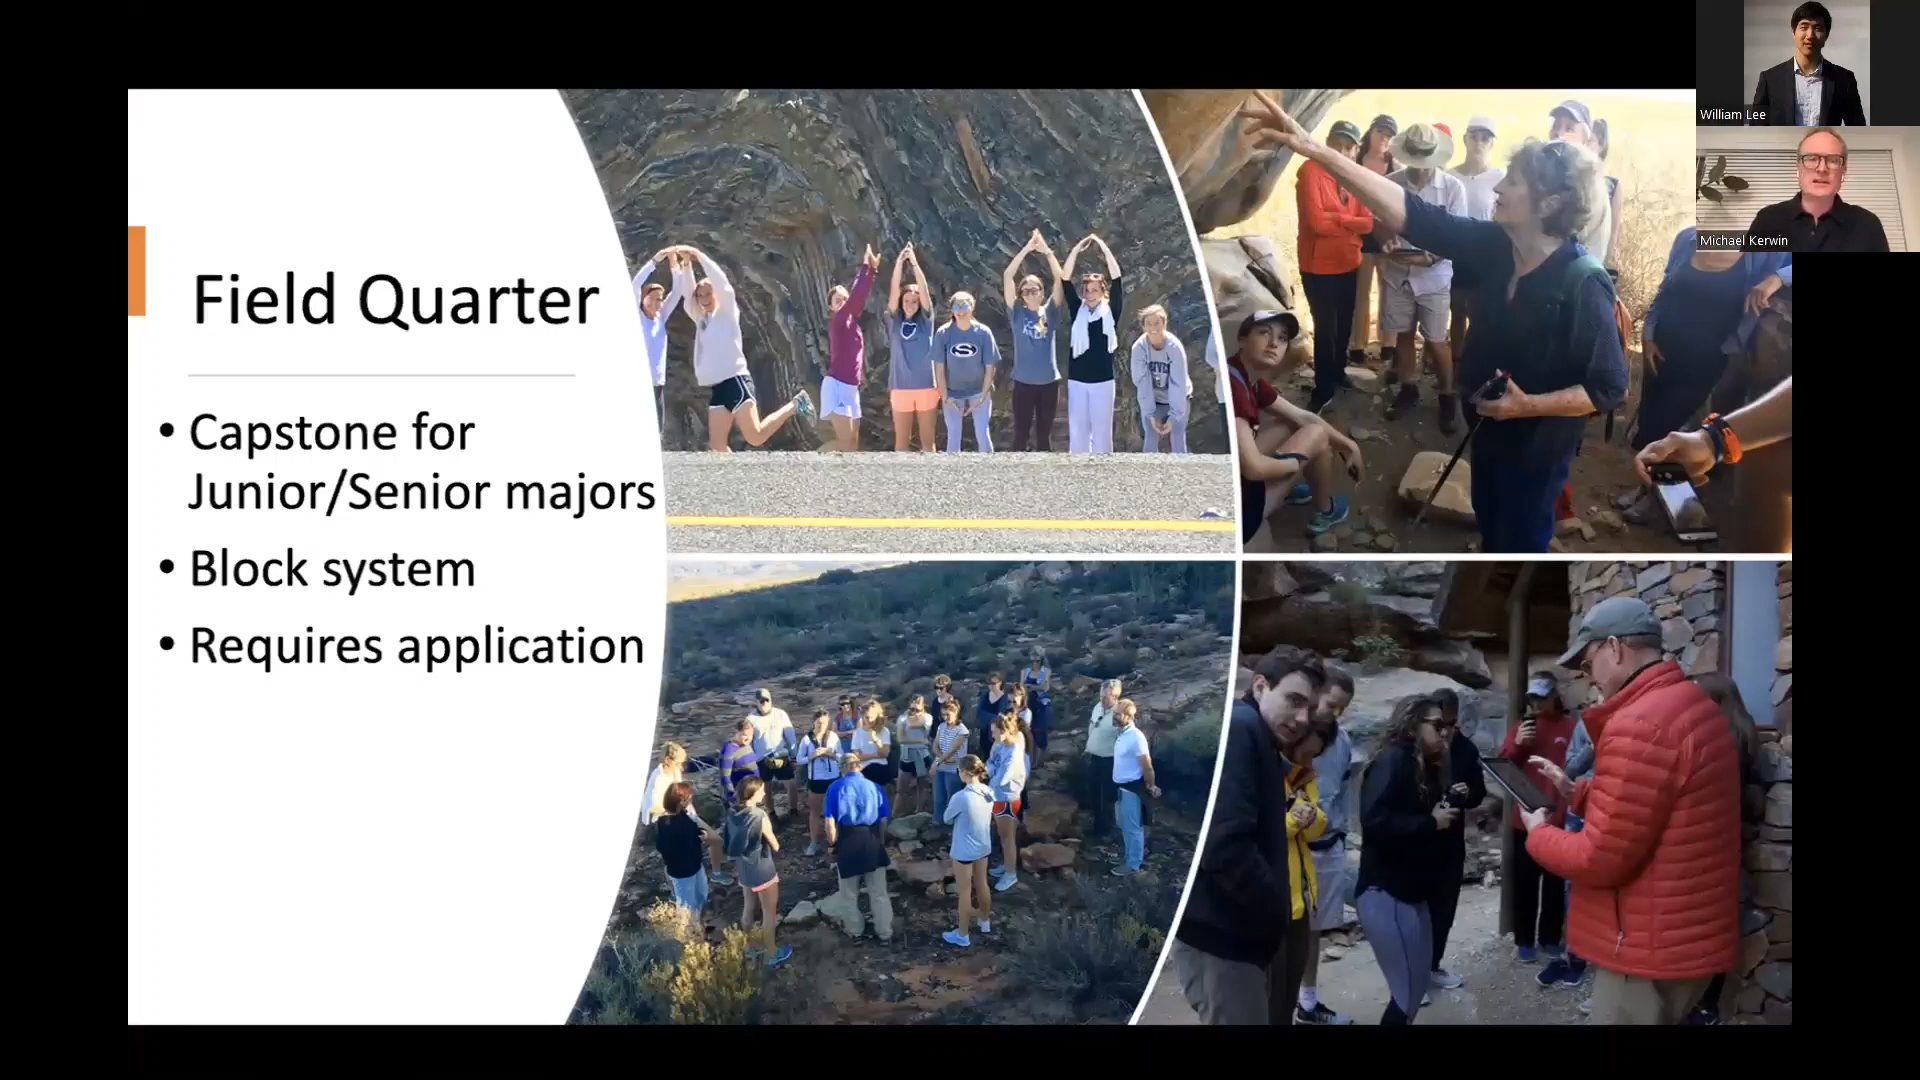 Field Quarter
• Capstone for
Junior/Senior majors
• Block system
• Requires application
William Lee
Michael Kerwin